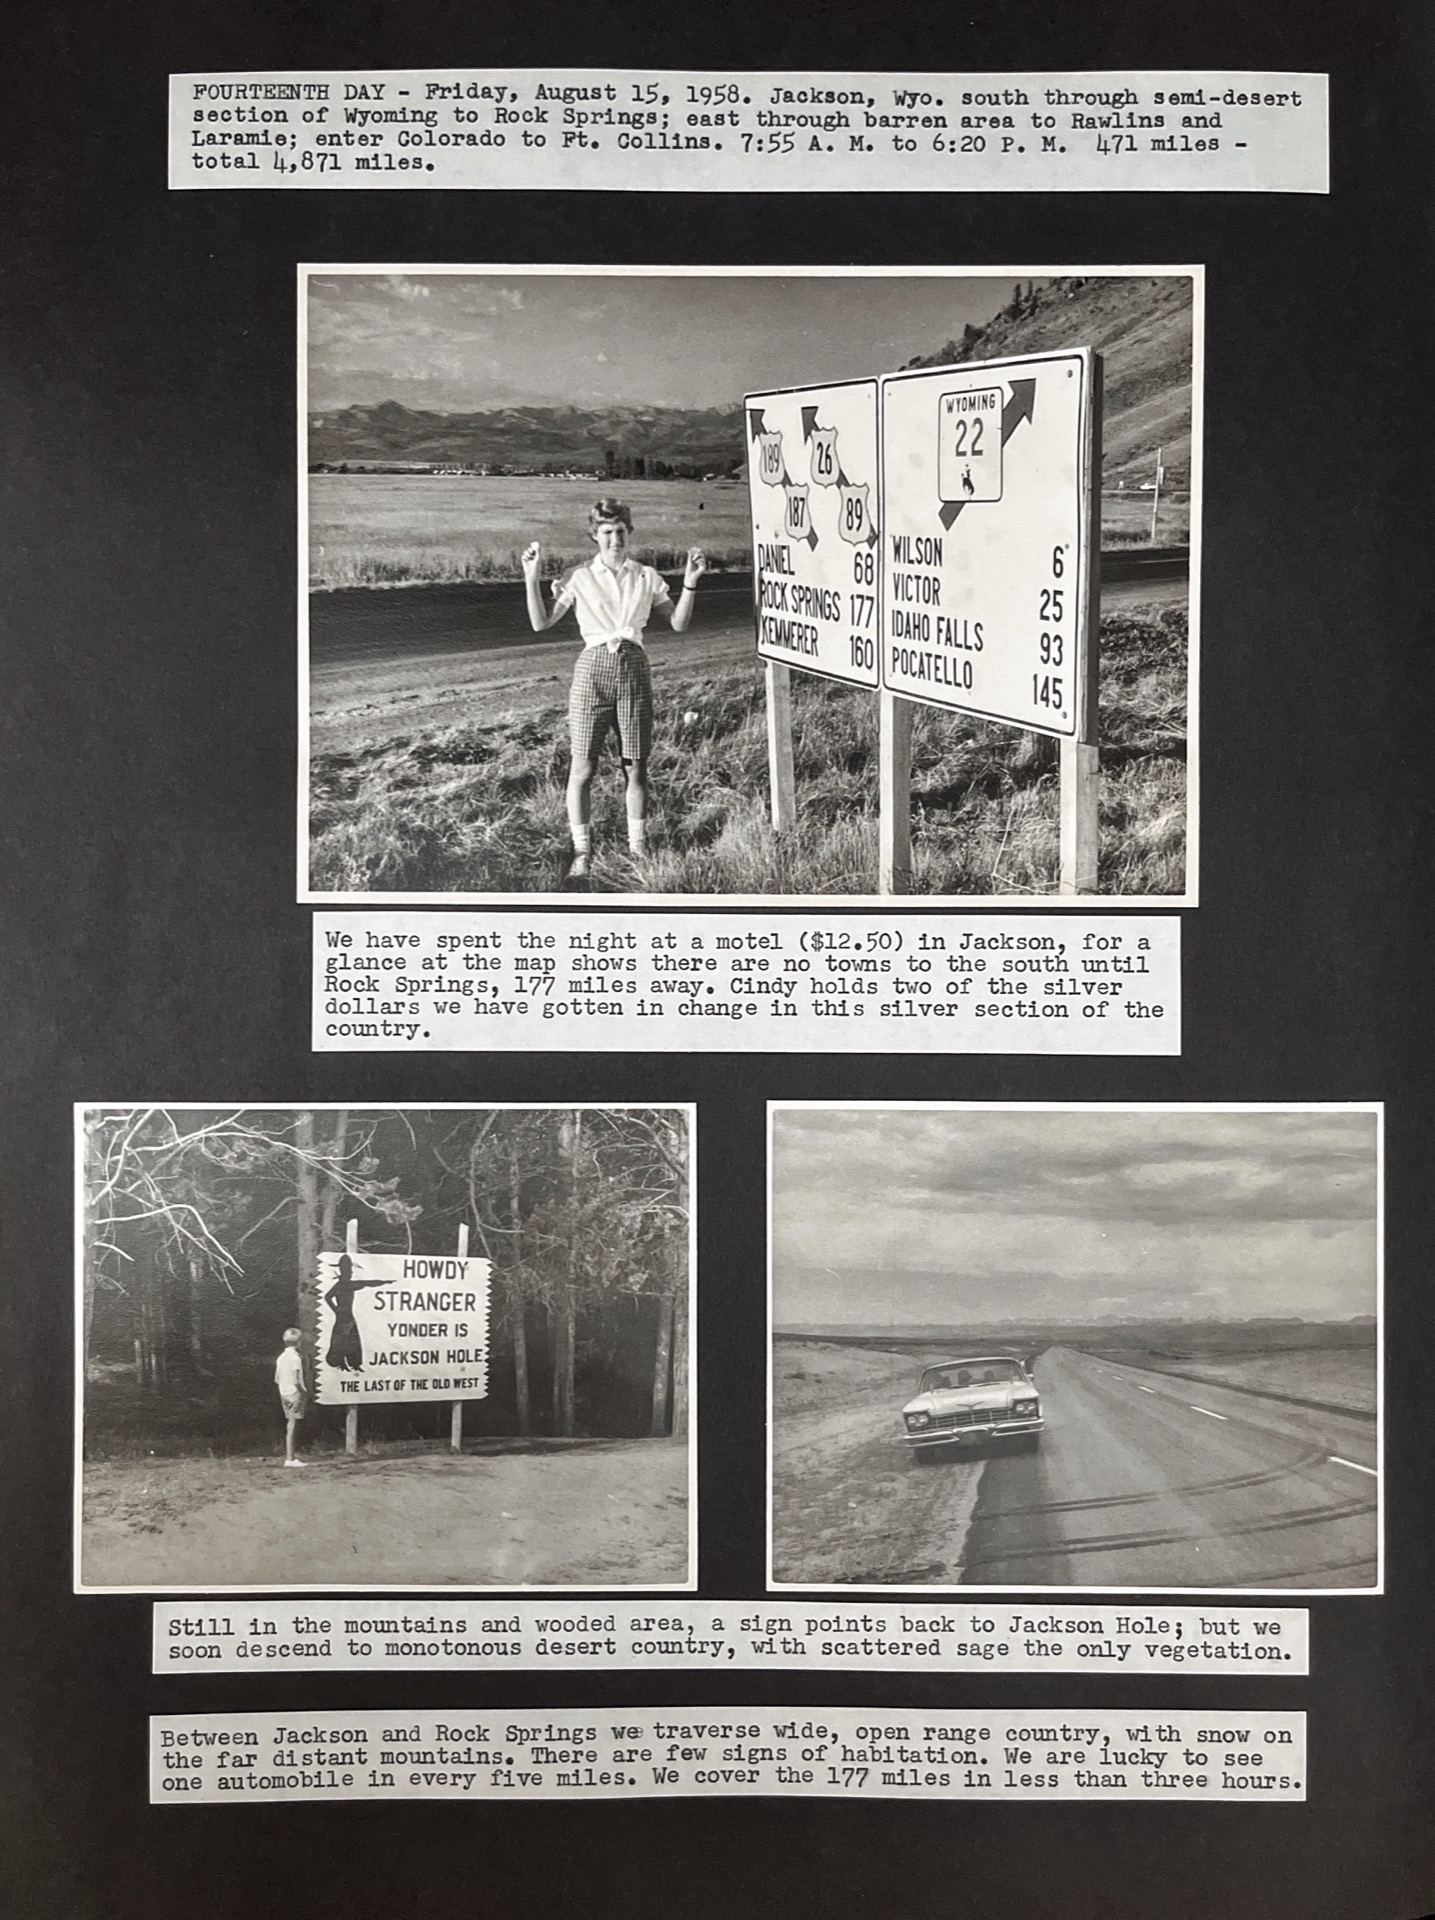 FOURTEENTH DAY - Friday, August 15, 1958. Jackson, Wyo. south through semi-desert
section of Wyoming to Rock Springs; east through barren area to Rawlins and
Laramie; enter Colorado to Ft. Collins. 7:55 A. M. to 6:20 P. M. 471 miles -
total 4,871 miles.
189 26
187 89
DANIEL 68
ROCK SPRINGS 177
KEMMERER 160
WYOMING
22
WILSON 6
VICTOR 25
IDAHO FALLS 93
POCATELLO 145
We have spent the night at a motel ($12.50) in Jackson, for a
glance at the map shows there are no towns to the south until
Rock Springs, 177 miles away. Cindy holds two of the silver
dollars we have gotten in change in this silver section of the
country.
HOWDY
STRANGER
YONDER IS
JACKSON HOLE
THE LAST OF THE OLD WEST
Still in the mountains and wooded area, a sign points back to Jackson Hole; but we
soon descend to monotonous desert country, with scattered sage the only vegetation.
Between Jackson and Rock Springs we traverse wide, open range country, with snow on
the far distant mountains. There are few signs of habitation. We are lucky to see
one automobile in every five miles. We cover the 177 miles in less than three hours.